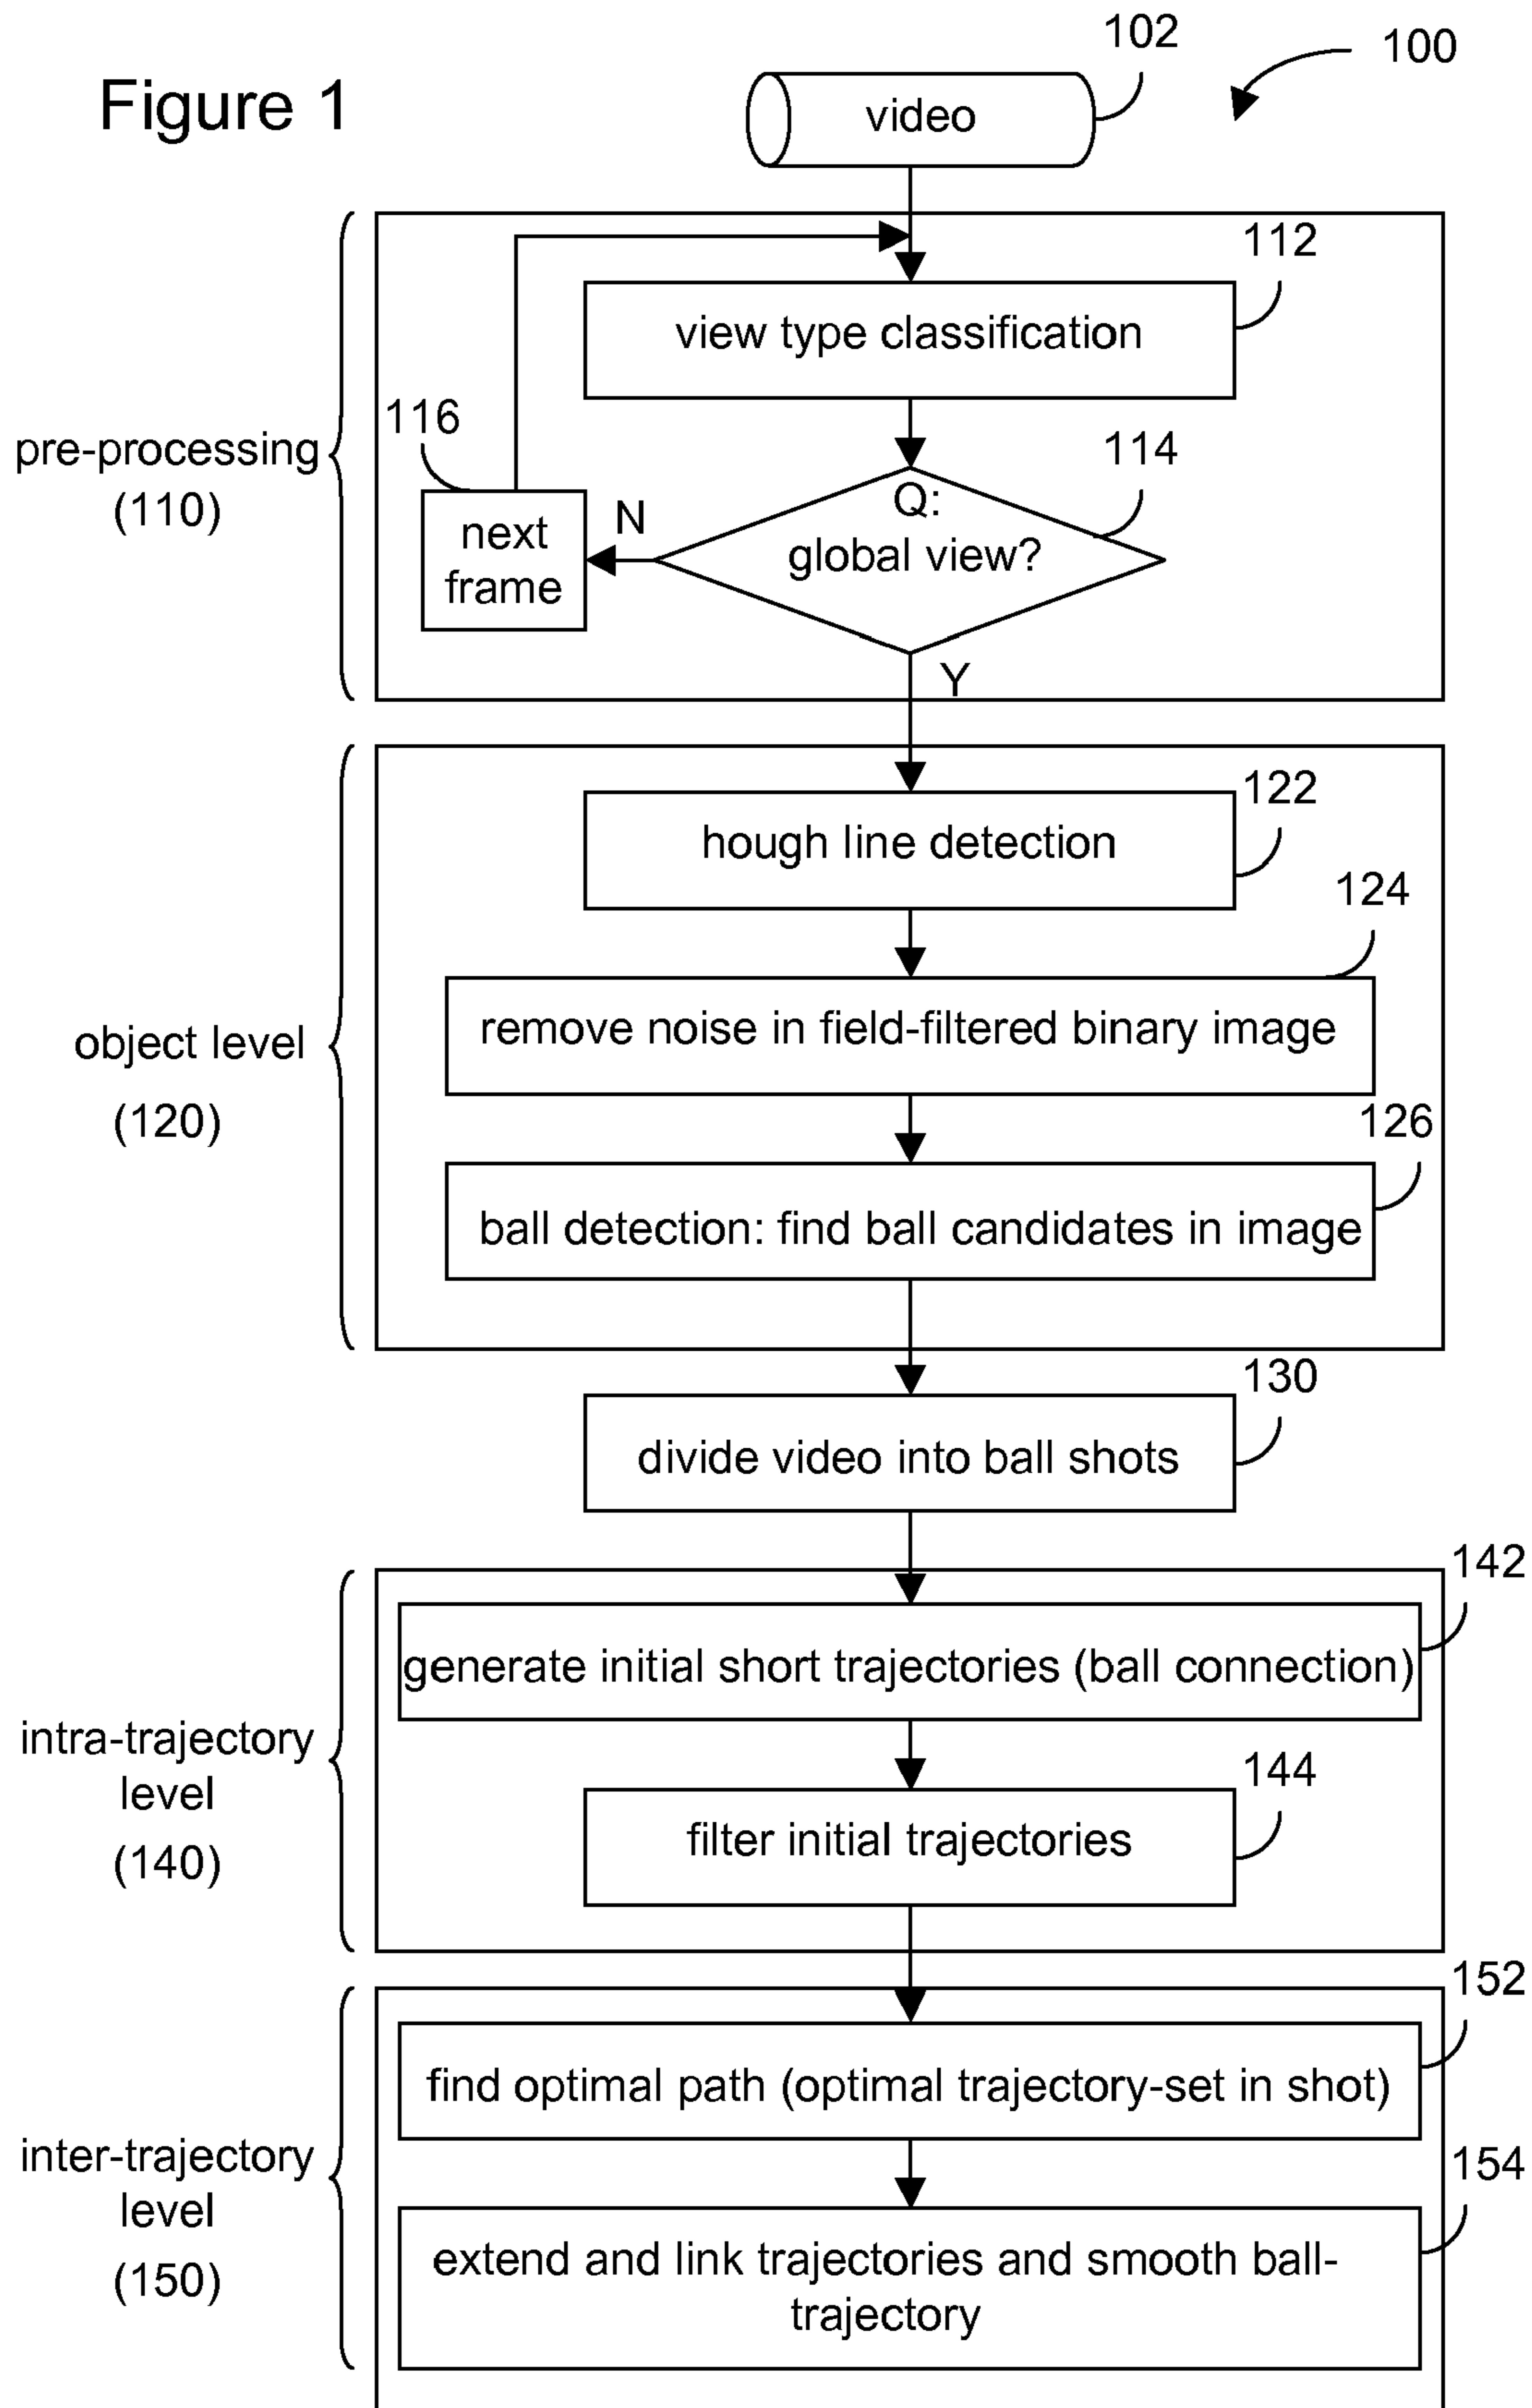 102
100
Figure 1
video
112
view type classification
116
114
pre-processing
(110)
Q:
global view?
N
next
frame
Y
122
hough line detection
124
object level
(120)
remove noise in field-filtered binary image
126
ball detection: find ball candidates in image
130
divide video into ball shots
142
generate initial short trajectories (ball connection)
intra-trajectory
level
(140)
144
filter initial trajectories
152
find optimal path (optimal trajectory-set in shot)
inter-trajectory
level
(150)
154
extend and link trajectories and smooth ball-
trajectory